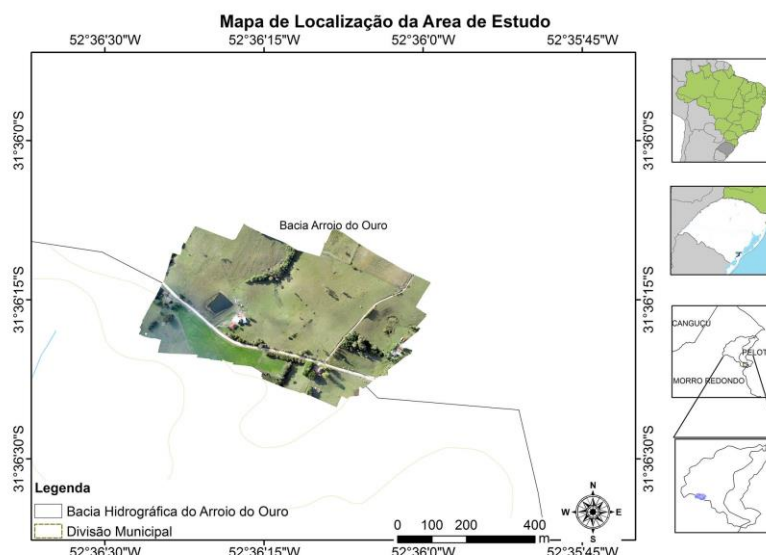 Mapa de Localização da Area de Estudo
52°36'30"W 52°36'15"W 52°36'0"W 52°35'45"W
31°36'0"S 31°36'0"S
Bacia Arroio do Ouro
31°36'15"S 31°36'15"S
CANGUÇU
PELOT
MORRO REDONDO
31°36'30"S 31°36'30"S
Legenda
Bacia Hidrográfica do Arroio do Ouro
Divisão Municipal
0 100 200 400
m
N
W E
S
52°36'30"W 52°36'15"W 52°36'0"W 52°35'45"W